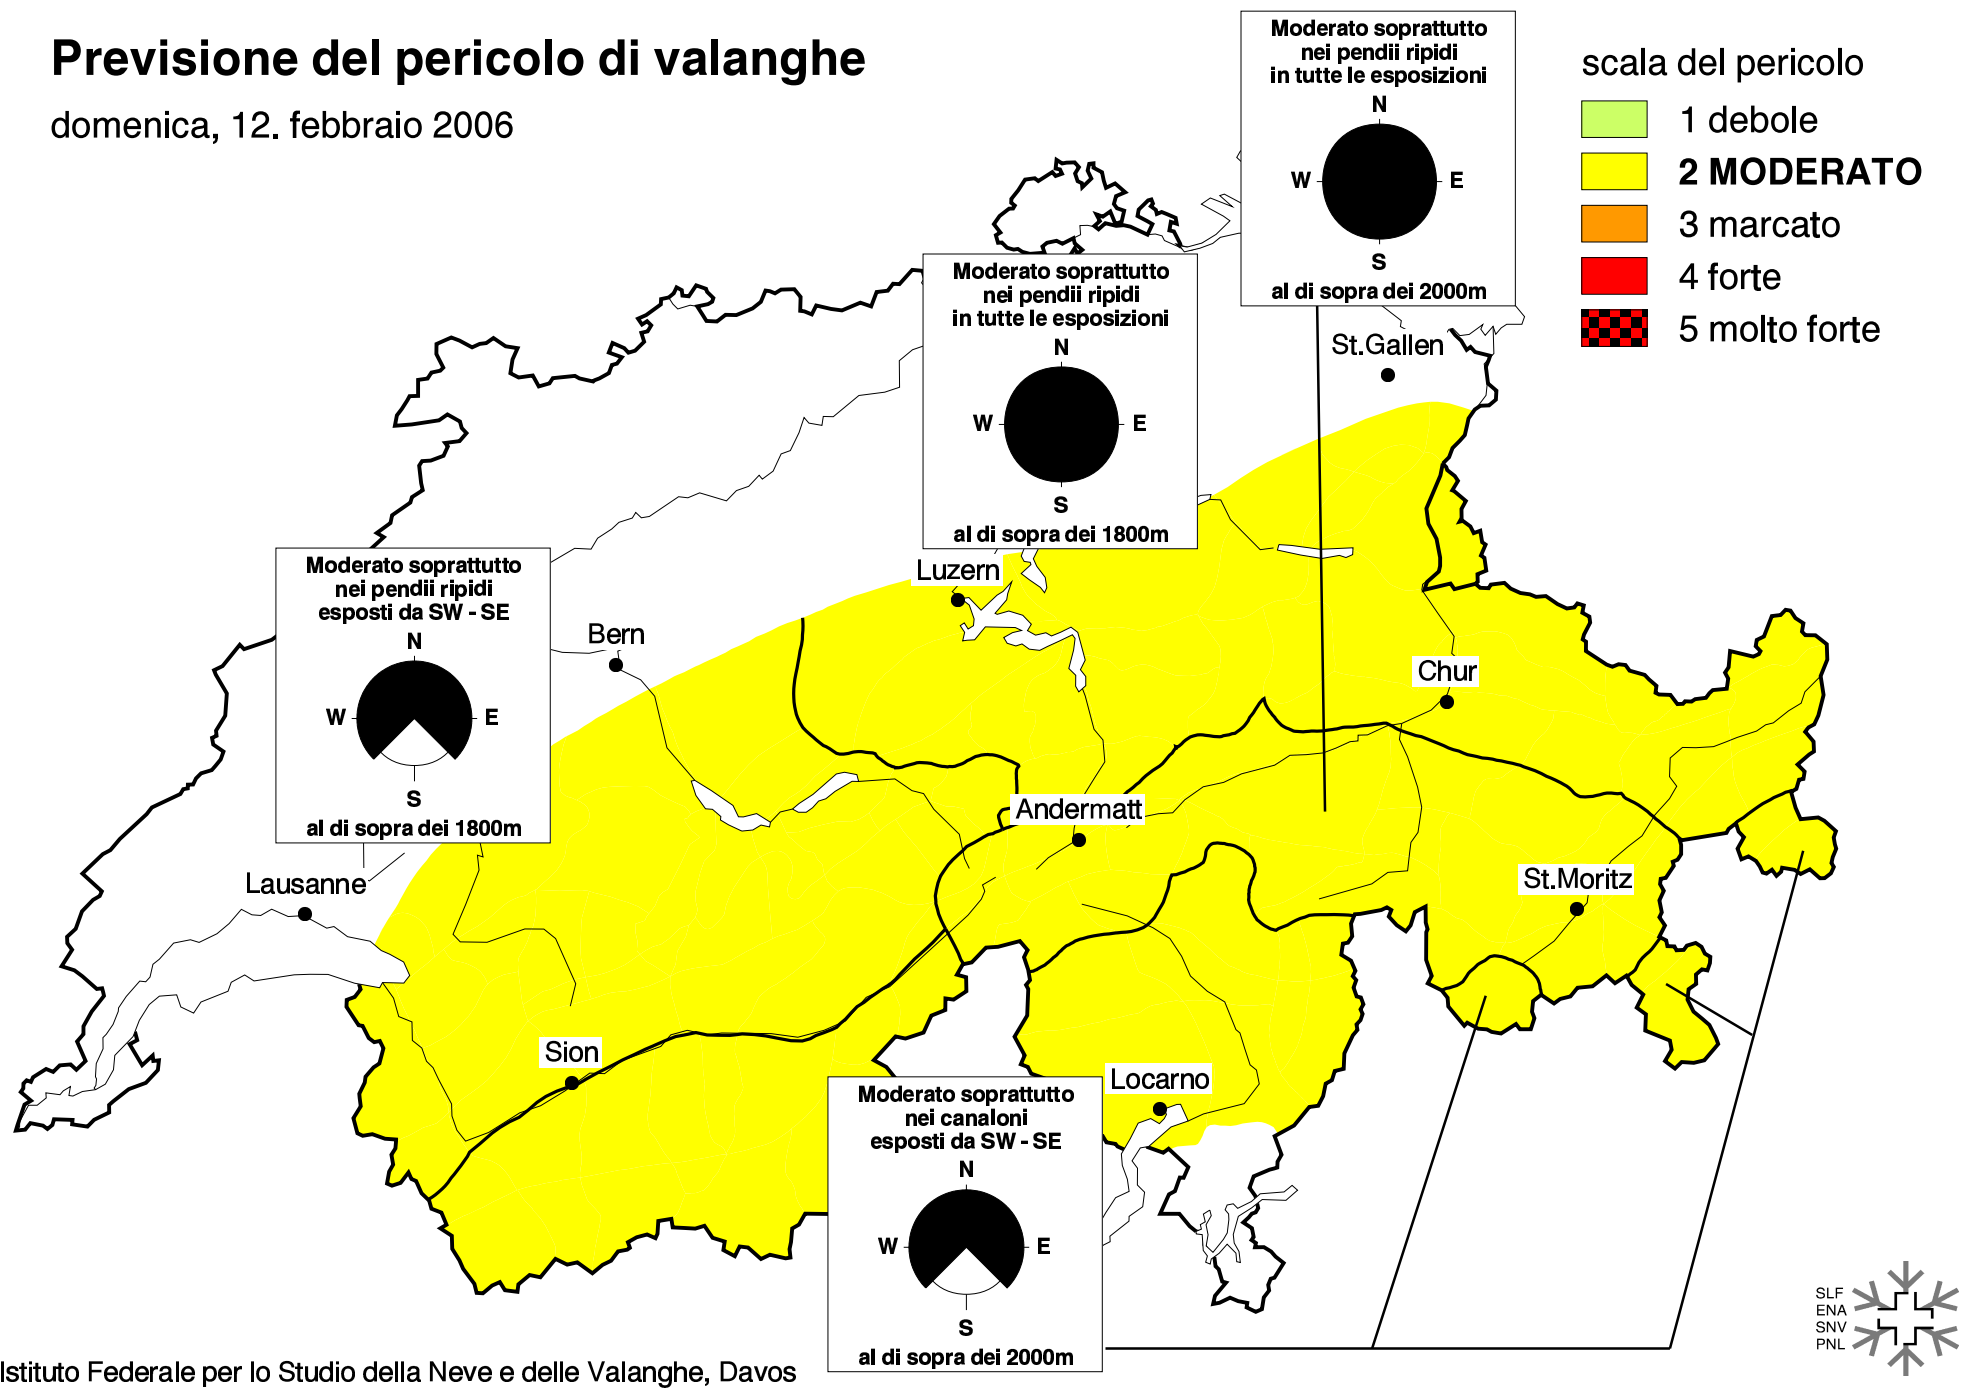 Previsione del pericolo di valanghe
domenica, 12. febbraio 2006
Moderato soprattutto
nei pendii ripidi
in tutte le esposizioni
N
W
E
S
al di sopra dei 2000m
scala del pericolo
1 debole
2 MODERATO
3 marcato
4 forte
5 molto forte
Moderato soprattutto
nei pendii ripidi
in tutte le esposizioni
N
W
E
S
al di sopra dei 1800m
St.Gallen
Moderato soprattutto
nei pendii ripidi
esposti da SW - SE
N
W
E
S
al di sopra dei 1800m
Luzern
Bern
Chur
Andermatt
Lausanne
St.Moritz
Sion
Locarno
Moderato soprattutto
nei canaloni
esposti da SW - SE
N
W
E
S
al di sopra dei 2000m
SLF
ENA
SNV
PNL
Istituto Federale per lo Studio della Neve e delle Valanghe, Davos